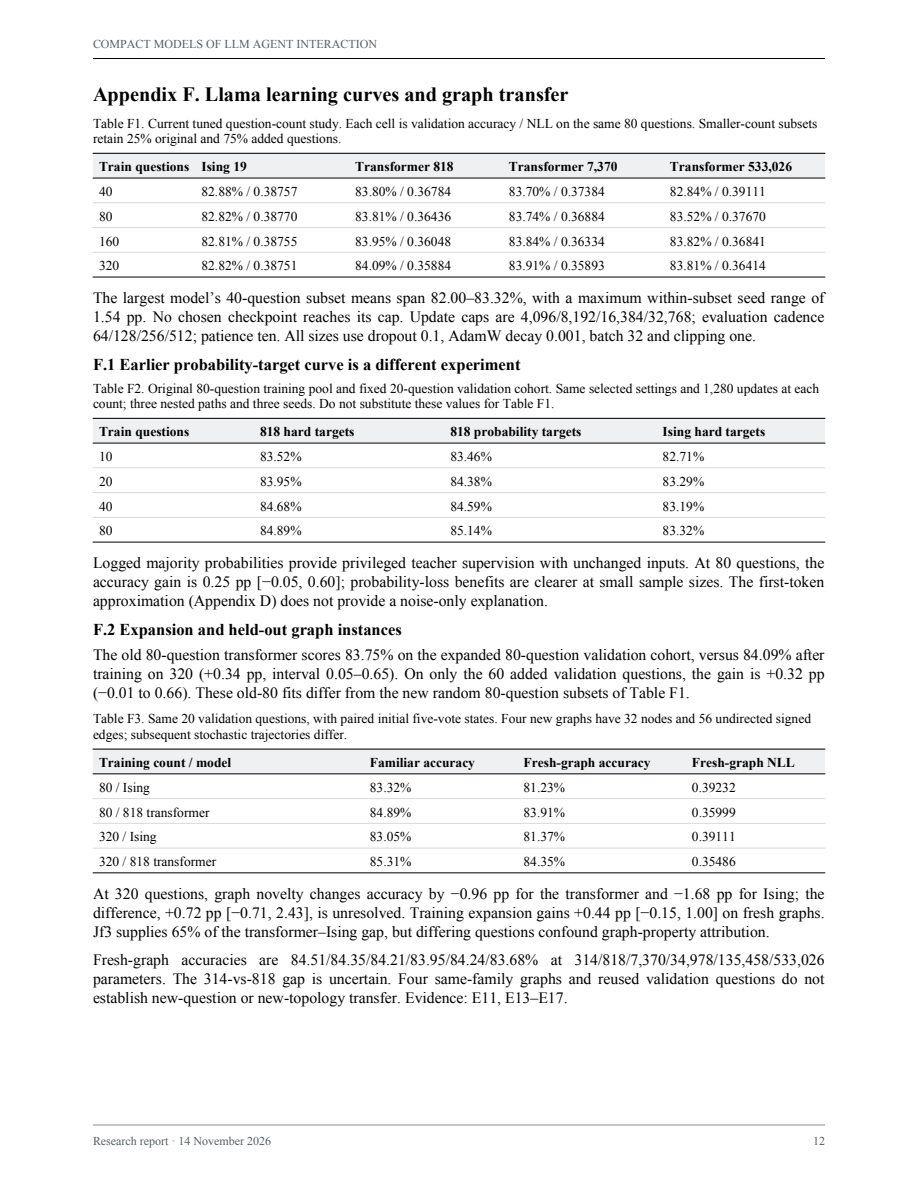 COMPACT MODELS OF LLM AGENT INTERACTION
Appendix F. Llama learning curves and graph transfer
Table F1. Current tuned question-count study. Each cell is validation accuracy / NLL on the same 80 questions. Smaller-count subsets
retain 25% original and 75% added questions.
Train questions Ising 19 Transformer 818 Transformer 7,370 Transformer 533,026
40 82.88% / 0.38757 83.80% / 0.36784 83.70% / 0.37384 82.84% / 0.39111
80 82.82% / 0.38770 83.81% / 0.36436 83.74% / 0.36884 83.52% / 0.37670
160 82.81% / 0.38755 83.95% / 0.36048 83.84% / 0.36334 83.82% / 0.36841
320 82.82% / 0.38751 84.09% / 0.35884 83.91% / 0.35893 83.81% / 0.36414
The largest model’s 40-question subset means span 82.00–83.32%, with a maximum within-subset seed range of
1.54 pp. No chosen checkpoint reaches its cap. Update caps are 4,096/8,192/16,384/32,768; evaluation cadence
64/128/256/512; patience ten. All sizes use dropout 0.1, AdamW decay 0.001, batch 32 and clipping one.
F.1 Earlier probability-target curve is a different experiment
Table F2. Original 80-question training pool and fixed 20-question validation cohort. Same selected settings and 1,280 updates at each
count; three nested paths and three seeds. Do not substitute these values for Table F1.
Train questions 818 hard targets 818 probability targets Ising hard targets
10 83.52% 83.46% 82.71%
20 83.95% 84.38% 83.29%
40 84.68% 84.59% 83.19%
80 84.89% 85.14% 83.32%
Logged majority probabilities provide privileged teacher supervision with unchanged inputs. At 80 questions, the
accuracy gain is 0.25 pp [−0.05, 0.60]; probability-loss benefits are clearer at small sample sizes. The first-token
approximation (Appendix D) does not provide a noise-only explanation.
F.2 Expansion and held-out graph instances
The old 80-question transformer scores 83.75% on the expanded 80-question validation cohort, versus 84.09% after
training on 320 (+0.34 pp, interval 0.05–0.65). On only the 60 added validation questions, the gain is +0.32 pp
(−0.01 to 0.66). These old-80 fits differ from the new random 80-question subsets of Table F1.
Table F3. Same 20 validation questions, with paired initial five-vote states. Four new graphs have 32 nodes and 56 undirected signed
edges; subsequent stochastic trajectories differ.
Training count / model Familiar accuracy Fresh-graph accuracy Fresh-graph NLL
80 / Ising 83.32% 81.23% 0.39232
80 / 818 transformer 84.89% 83.91% 0.35999
320 / Ising 83.05% 81.37% 0.39111
320 / 818 transformer 85.31% 84.35% 0.35486
At 320 questions, graph novelty changes accuracy by −0.96 pp for the transformer and −1.68 pp for Ising; the
difference, +0.72 pp [−0.71, 2.43], is unresolved. Training expansion gains +0.44 pp [−0.15, 1.00] on fresh graphs.
Jf3 supplies 65% of the transformer–Ising gap, but differing questions confound graph-property attribution.
Fresh-graph accuracies are 84.51/84.35/84.21/83.95/84.24/83.68% at 314/818/7,370/34,978/135,458/533,026
parameters. The 314-vs-818 gap is uncertain. Four same-family graphs and reused validation questions do not
establish new-question or new-topology transfer. Evidence: E11, E13–E17.
Research report · 14 November 2026 12